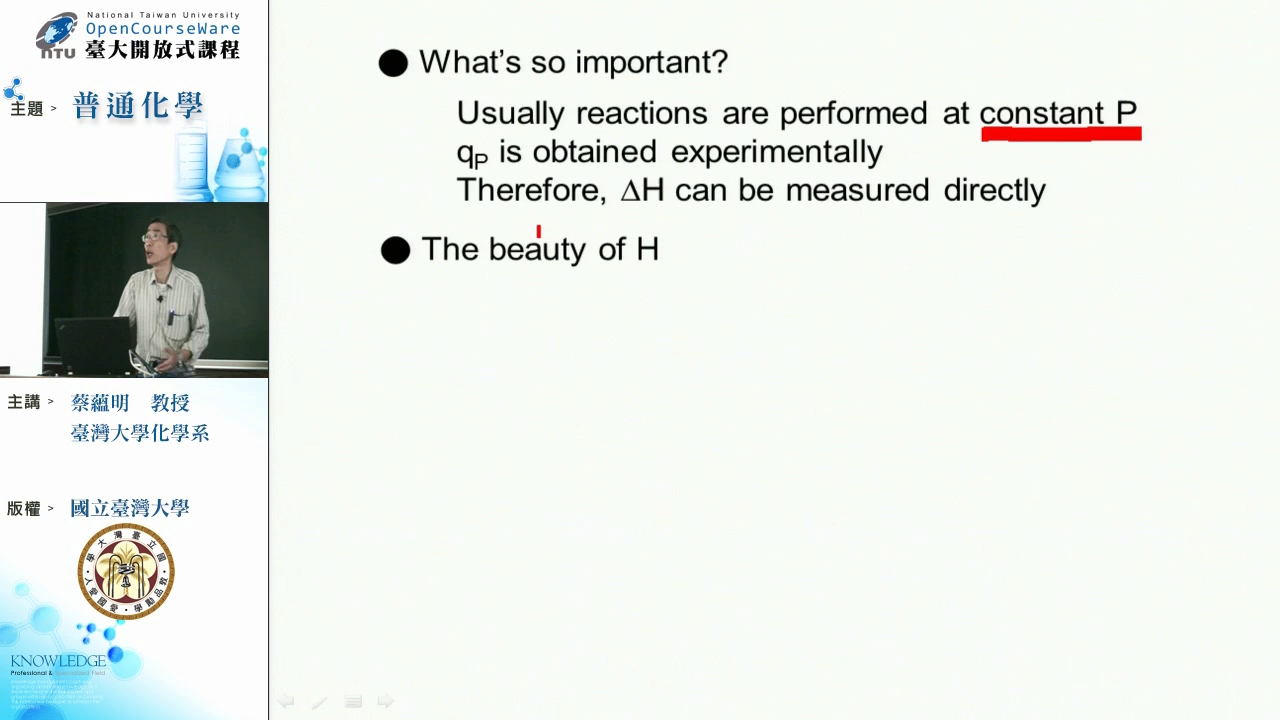 National Taiwan University
OpenCourseWare
NTU 臺大開放式課程
主題 > 普通化學
主講 > 蔡蘊明 教授
臺灣大學化學系
版權 > 國立臺灣大學
KNOWLEDGE
Professional & Specialized Field
● What's so important?
Usually reactions are performed at constant P
qP is obtained experimentally
Therefore, ΔH can be measured directly
● The beauty of H